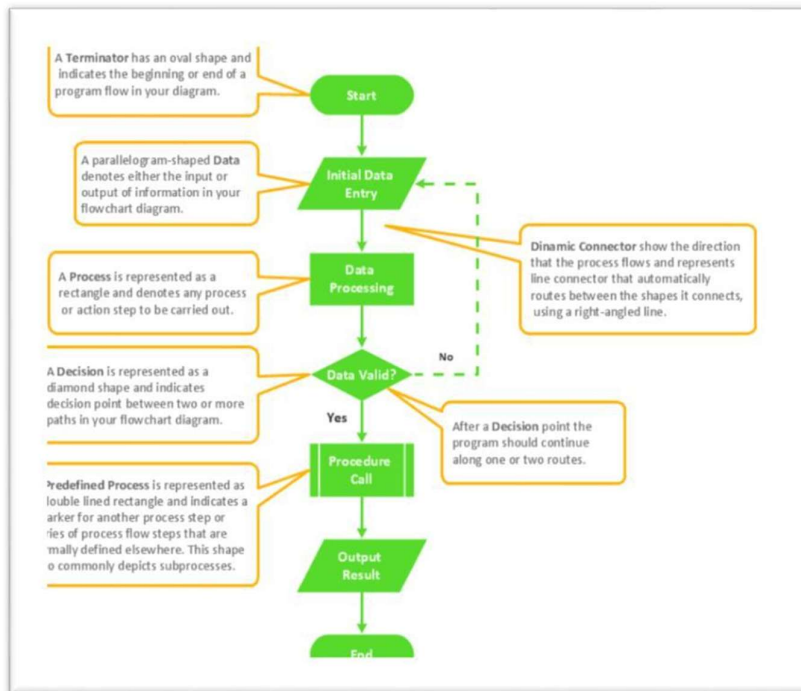 A Terminator has an oval shape and
indicates the beginning or end of a
program flow in your diagram.
Start
A parallelogram-shaped Data
denotes either the input or
output of information in your
flowchart diagram.
Initial Data
Entry
Dinamic Connector show the direction
that the process flows and represents
line connector that automatically
routes between the shapes it connects,
using a right-angled line.
A Process is represented as a
rectangle and denotes any process
or action step to be carried out.
Data
Processing
A Decision is represented as a
diamond shape and indicates
decision point between two or more
paths in your flowchart diagram.
Data Valid?
No
Yes
After a Decision point the
program should continue
along one or two routes.
Predefined Process is represented as
double lined rectangle and indicates a
arker for another process step or
ries of process flow steps that are
rmally defined elsewhere. This shape
o commonly depicts subprocesses.
Procedure
Call
Output
Result
End